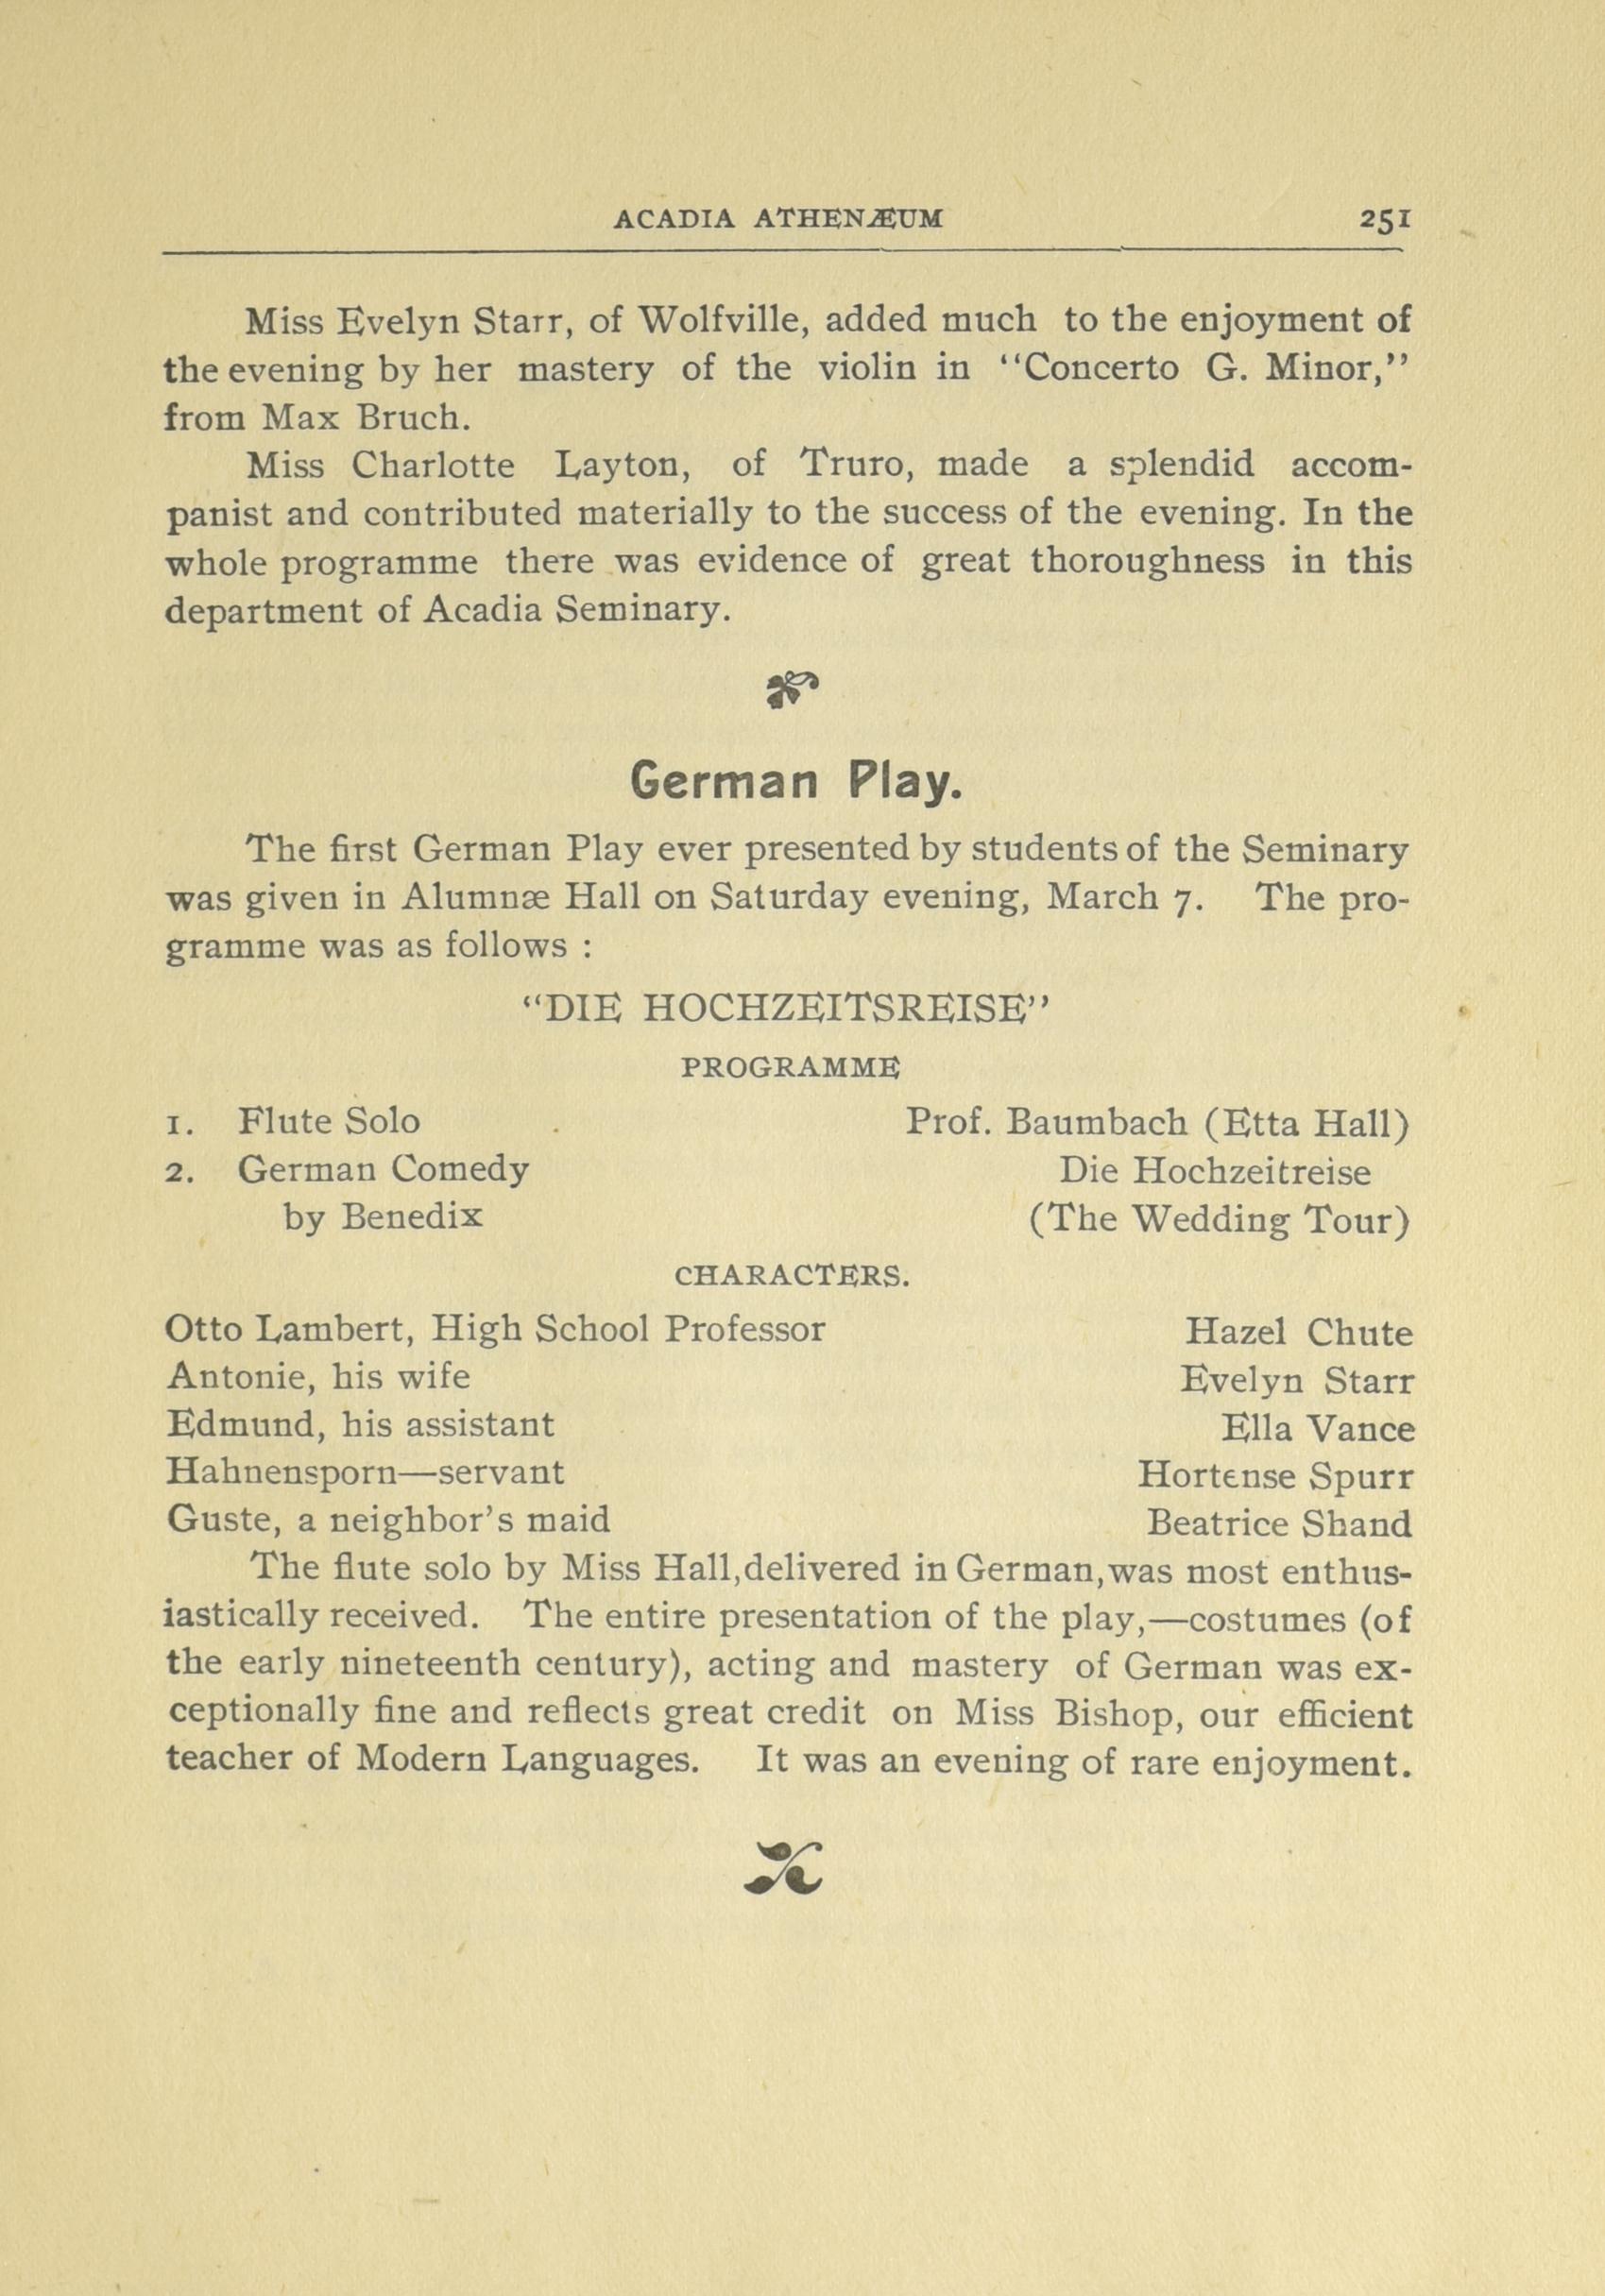 ACADIA ATHENÆUM 251
Miss Evelyn Starr, of Wolfville, added much to the enjoyment of
the evening by her mastery of the violin in "Concerto G. Minor,"
from Max Bruch.
Miss Charlotte Layton, of Truro, made a splendid accom-
panist and contributed materially to the success of the evening. In the
whole programme there was evidence of great thoroughness in this
department of Acadia Seminary.
German Play.
The first German Play ever presented by students of the Seminary
was given in Alumnæ Hall on Saturday evening, March 7. The pro-
gramme was as follows :
"DIE HOCHZEITSREISE"
PROGRAMME
1. Flute Solo Prof. Baumbach (Etta Hall)
2. German Comedy Die Hochzeitreise
by Benedix (The Wedding Tour)
CHARACTERS.
Otto Lambert, High School Professor Hazel Chute
Antonie, his wife Evelyn Starr
Edmund, his assistant Ella Vance
Hahnensporn—servant Hortense Spurr
Guste, a neighbor's maid Beatrice Shand
The flute solo by Miss Hall, delivered in German, was most enthus-
iastically received. The entire presentation of the play,—costumes (of
the early nineteenth century), acting and mastery of German was ex-
ceptionally fine and reflects great credit on Miss Bishop, our efficient
teacher of Modern Languages. It was an evening of rare enjoyment.